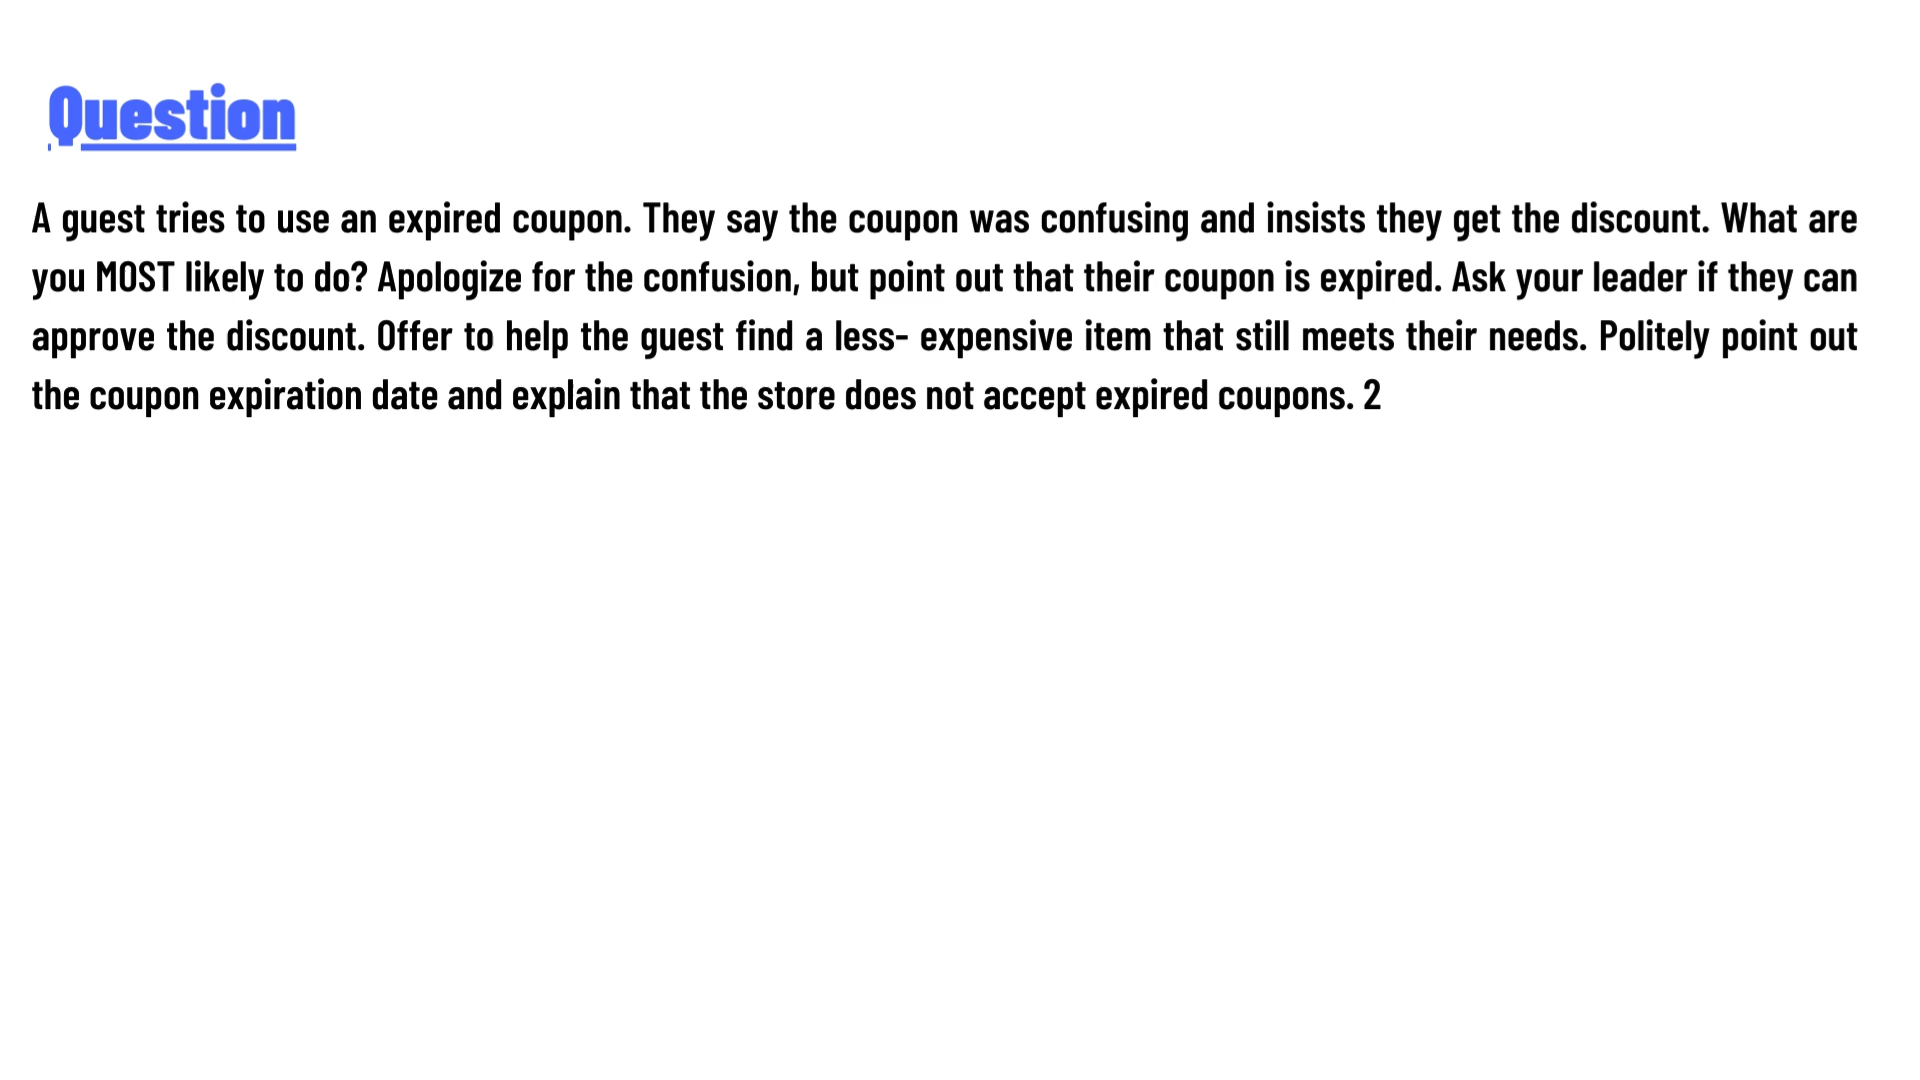 Question
A guest tries to use an expired coupon. They say the coupon was confusing and insists they get the discount. What are
you MOST likely to do? Apologize for the confusion, but point out that their coupon is expired. Ask your leader if they can
approve the discount. Offer to help the guest find a less- expensive item that still meets their needs. Politely point out
the coupon expiration date and explain that the store does not accept expired coupons. 2